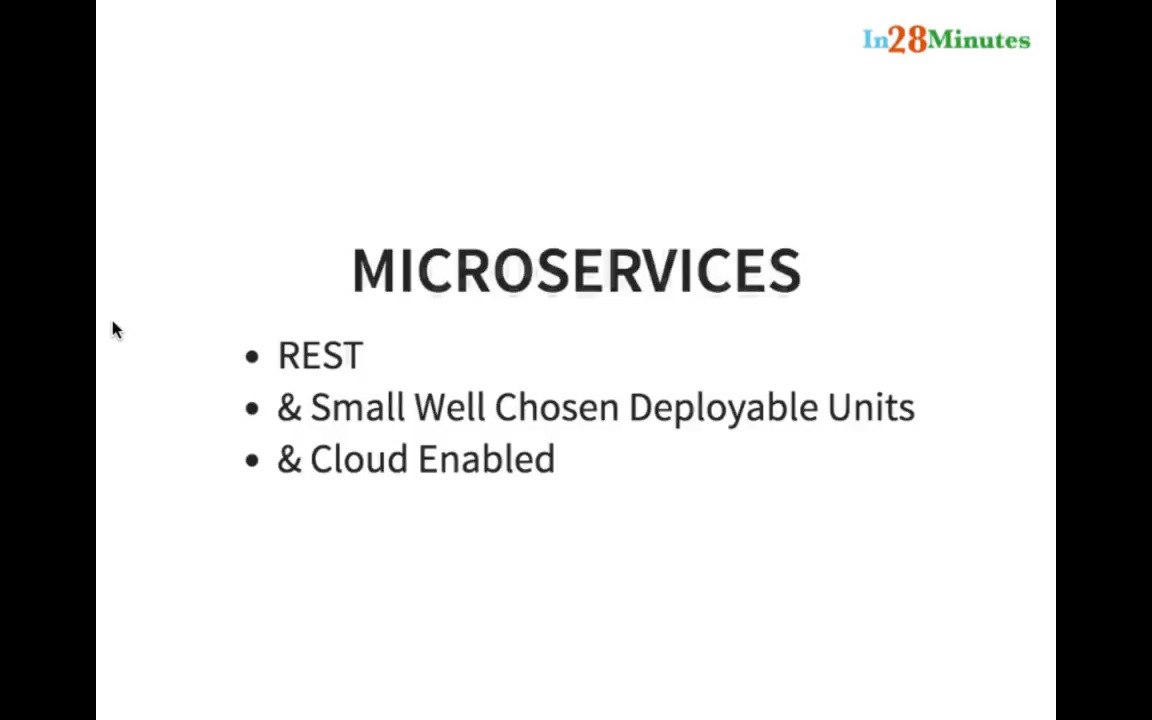 In28Minutes
MICROSERVICES
• REST
• & Small Well Chosen Deployable Units
• & Cloud Enabled